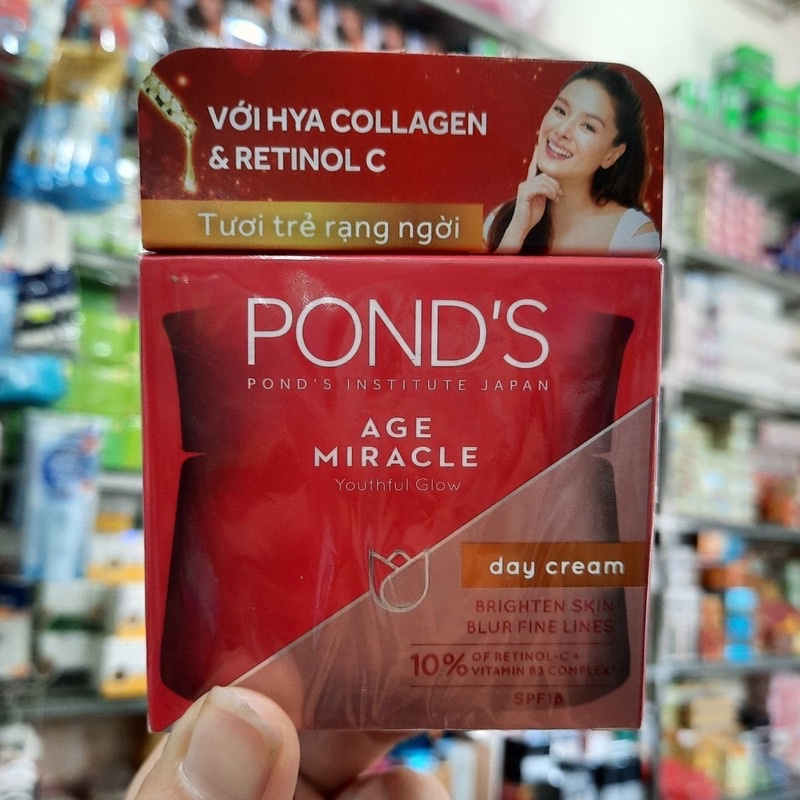 VỚI HYA COLLAGEN
& RETINOL C
Tươi trẻ rạng ngời
POND'S
POND'S INSTITUTE JAPAN
AGE
MIRACLE
Youthful Glow
day cream
BRIGHTEN SKIN
BLUR FINE LINES
10% OF RETINOL-C +
VITAMIN B3 COMPLEX*
SPF18